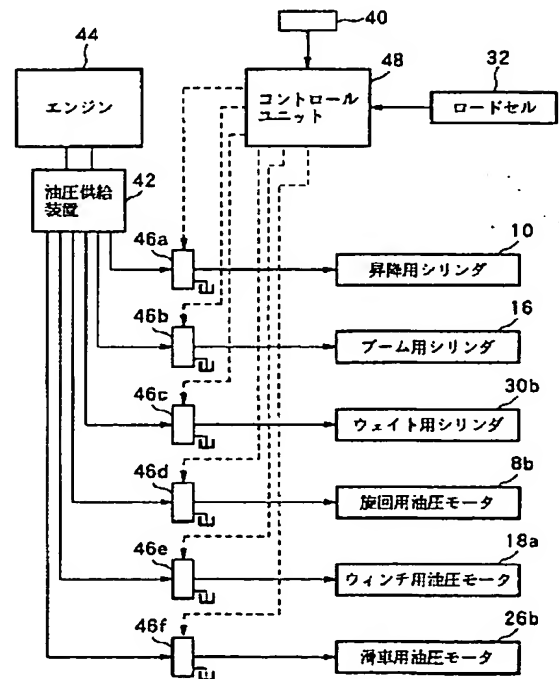 40
44
48
32
エンジン
コントロール
ユニット
ロードセル
42
油圧供給
装置
46a
10
昇降用シリンダ
46b
16
ブーム用シリンダ
46c
30b
ウェイト用シリンダ
46d
8b
旋回用油圧モータ
46e
18a
ウィンチ用油圧モータ
46f
26b
滑車用油圧モータ